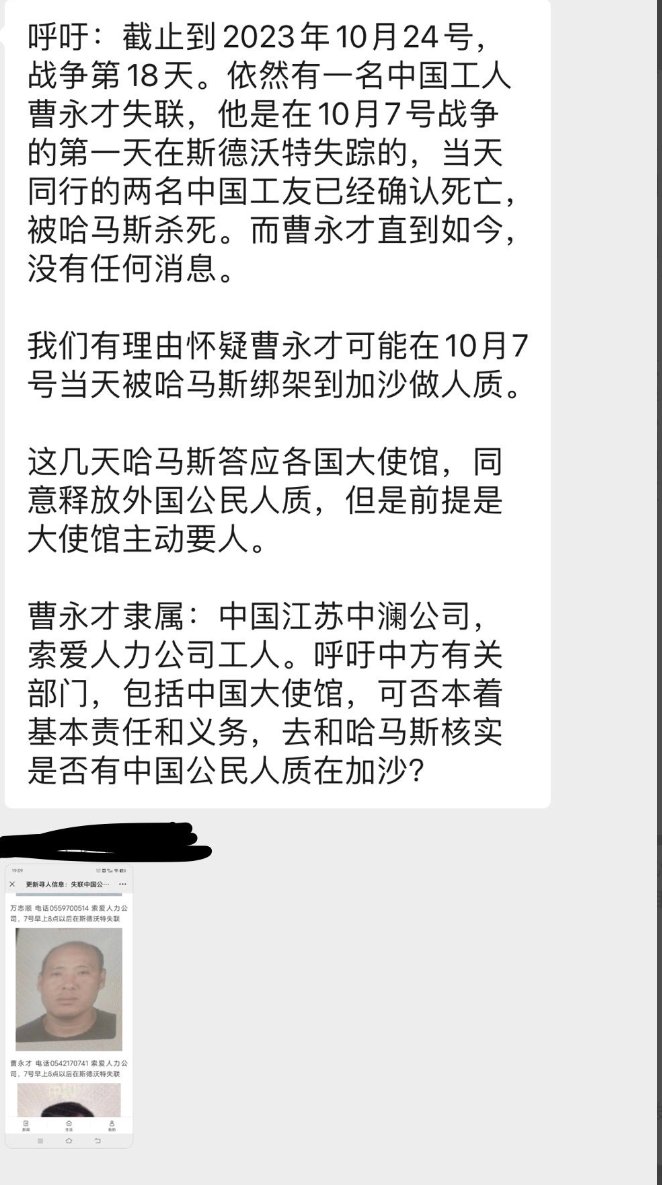 呼吁：截止到2023年10月24号，
战争第18天。依然有一名中国工人
曹永才失联，他是在10月7号战争
的第一天在斯德沃特失踪的，当天
同行的两名中国工友已经确认死亡，
被哈马斯杀死。而曹永才直到如今，
没有任何消息。
我们有理由怀疑曹永才可能在10月7
号当天被哈马斯绑架到加沙做人质。
这几天哈马斯答应各国大使馆，同
意释放外国公民人质，但是前提是
大使馆主动要人。
曹永才隶属：中国江苏中澜公司，
索爱人力公司工人。呼吁中方有关
部门，包括中国大使馆，可否本着
基本责任和义务，去和哈马斯核实
是否有中国公民人质在加沙？
19:09
更新寻人信息：失联中国公…
万志顺 电话0559700514 索爱人力公
司，7号早上8点以后在斯德沃特失联
曹永才 电话0542170741 索爱人力公
司，7号早上8点以后在斯德沃特失联